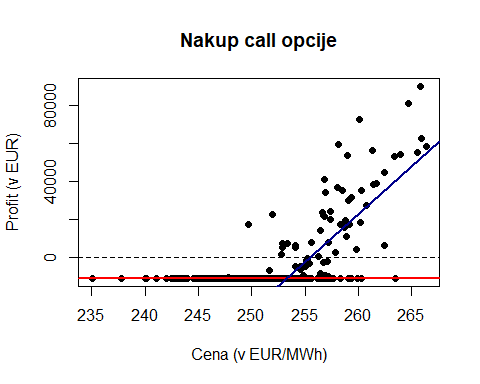 Nakup call opcije
Profit (v EUR)
80000
40000
0
235 240 245 250 255 260 265
Cena (v EUR/MWh)